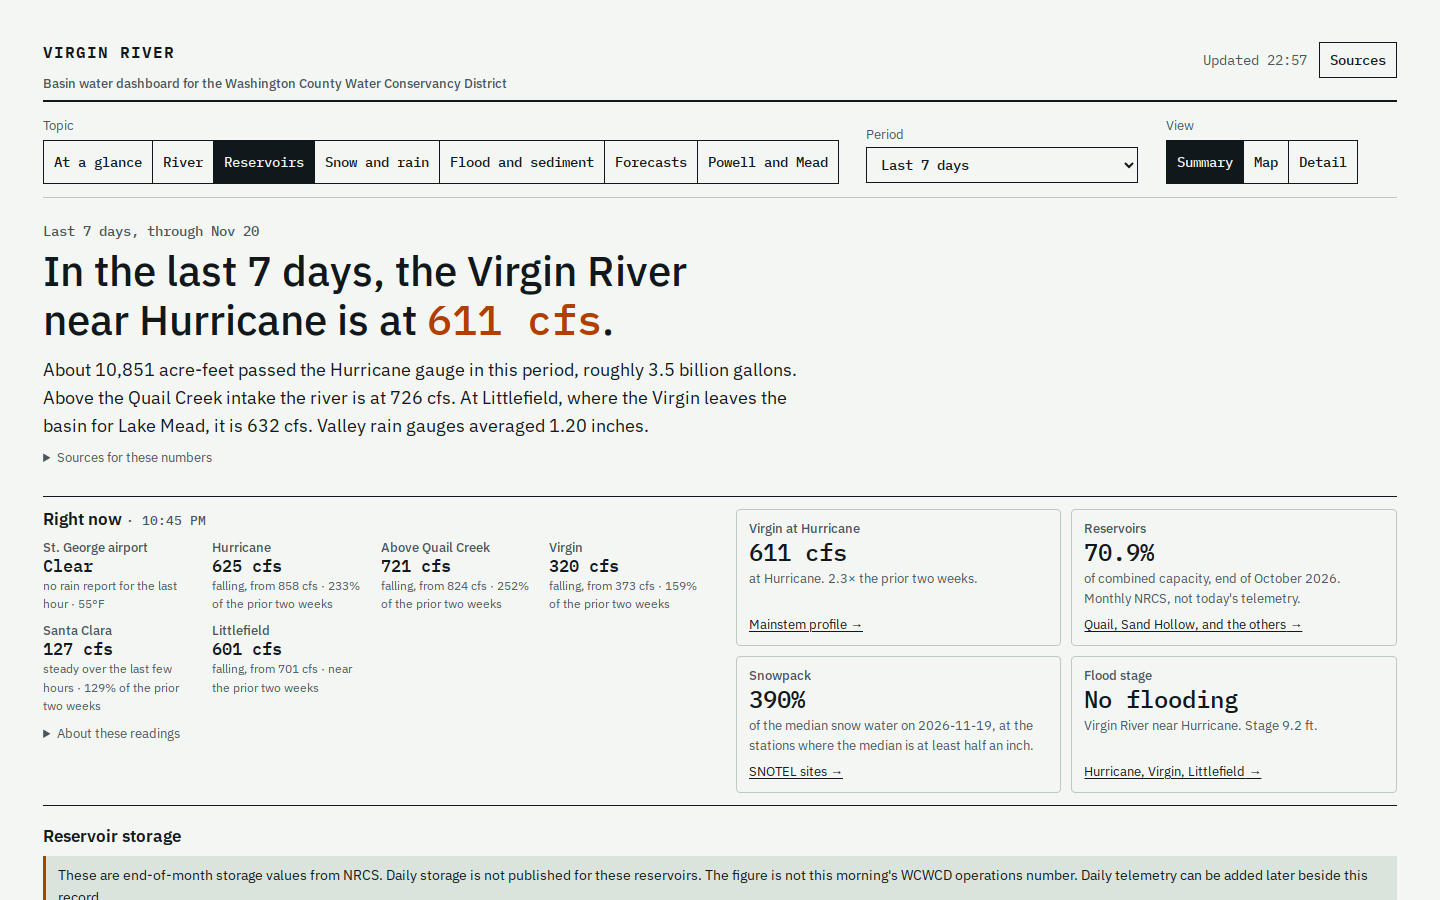 VIRGIN RIVER
Basin water dashboard for the Washington County Water Conservancy District
Updated 22:57
Sources
Topic
At a glance
River
Reservoirs
Snow and rain
Flood and sediment
Forecasts
Powell and Mead
Period
Last 7 days
View
Summary
Map
Detail
Last 7 days, through Nov 20
In the last 7 days, the Virgin River
near Hurricane is at 611 cfs.
About 10,851 acre-feet passed the Hurricane gauge in this period, roughly 3.5 billion gallons.
Above the Quail Creek intake the river is at 726 cfs. At Littlefield, where the Virgin leaves the
basin for Lake Mead, it is 632 cfs. Valley rain gauges averaged 1.20 inches.
▶ Sources for these numbers
Right now · 10:45 PM
St. George airport
Clear
no rain report for the last
hour · 55°F
Hurricane
625 cfs
falling, from 858 cfs · 233%
of the prior two weeks
Above Quail Creek
721 cfs
falling, from 824 cfs · 252%
of the prior two weeks
Virgin
320 cfs
falling, from 373 cfs · 159%
of the prior two weeks
Santa Clara
127 cfs
steady over the last few
hours · 129% of the prior
two weeks
Littlefield
601 cfs
falling, from 701 cfs · near
the prior two weeks
▶ About these readings
Virgin at Hurricane
611 cfs
at Hurricane. 2.3× the prior two weeks.
Mainstem profile →
Reservoirs
70.9%
of combined capacity, end of October 2026.
Monthly NRCS, not today's telemetry.
Quail, Sand Hollow, and the others →
Snowpack
390%
of the median snow water on 2026-11-19, at the
stations where the median is at least half an inch.
SNOTEL sites →
Flood stage
No flooding
Virgin River near Hurricane. Stage 9.2 ft.
Hurricane, Virgin, Littlefield →
Reservoir storage
These are end-of-month storage values from NRCS. Daily storage is not published for these reservoirs. The figure is not this morning's WCWCD operations number. Daily telemetry can be added later beside this
record.